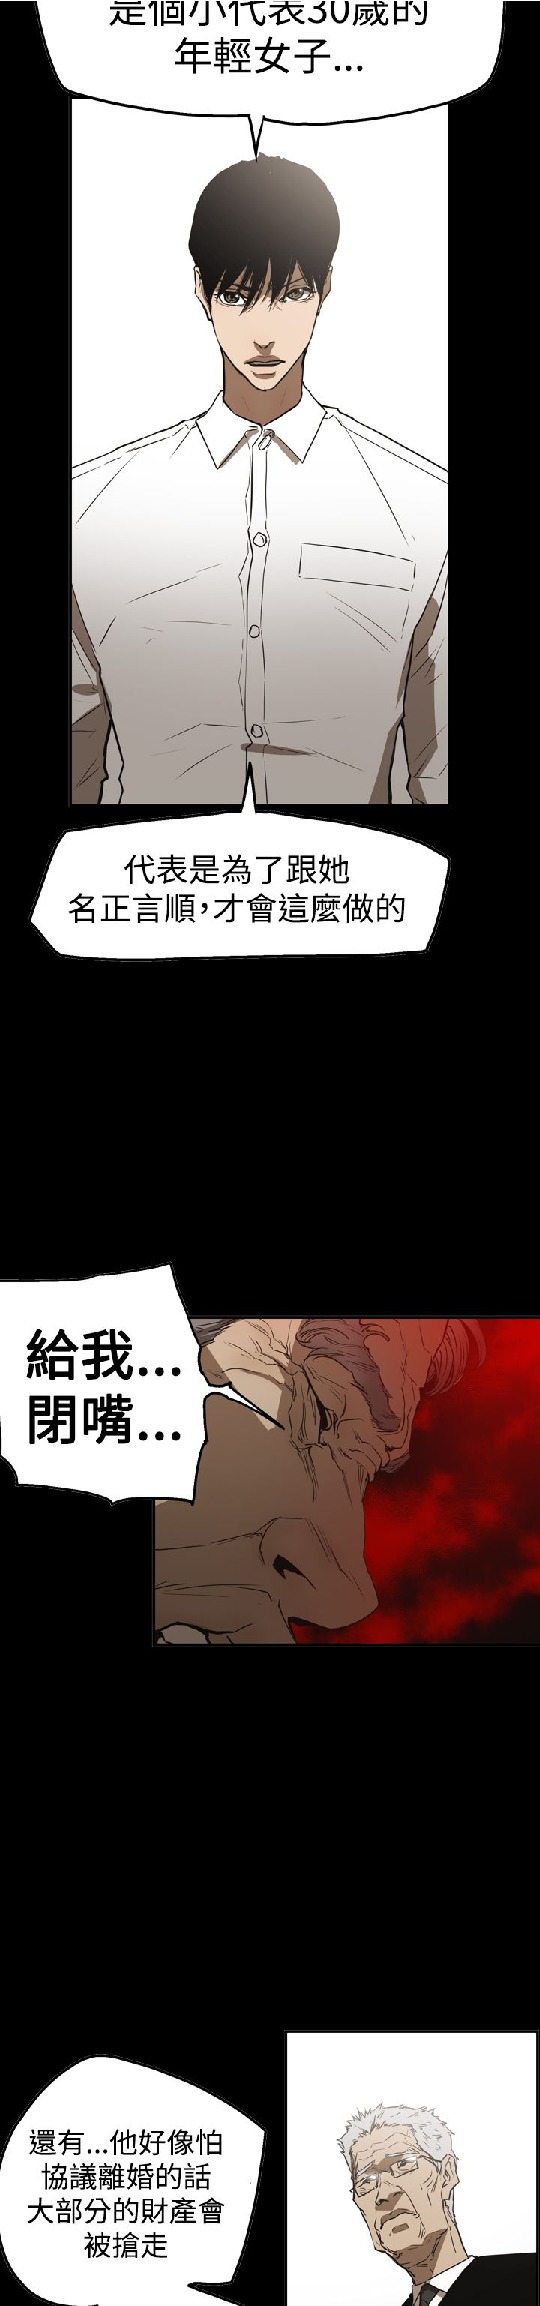 是個小代表30歲的
年輕女子...
代表是為了跟她
名正言順,才會這麼做的
給我...
閉嘴...
還有...他好像怕
協議離婚的話
大部分的財產會
被搶走